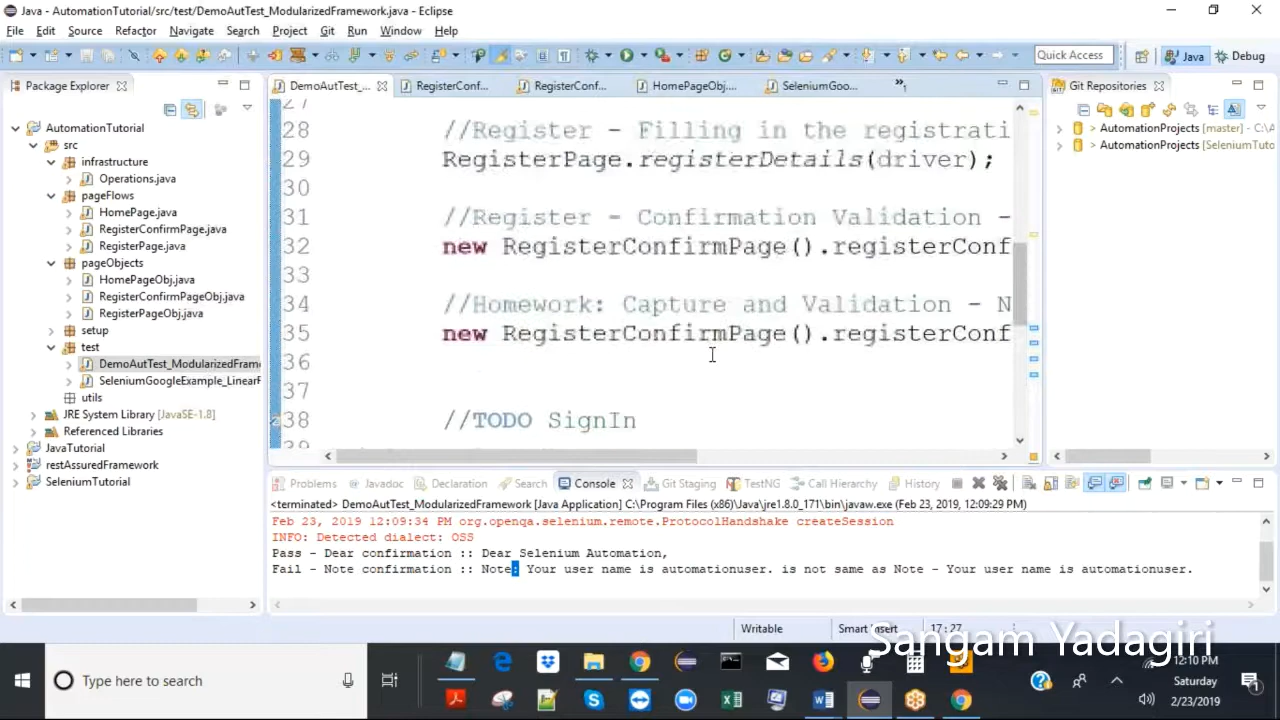 Java - AutomationTutorial/src/test/DemoAutTest_ModularizedFramework.java - Eclipse
File Edit Source Refactor Navigate Search Project Git Run Window Help
Quick Access Java Debug
Package Explorer
AutomationTutorial
src
infrastructure
Operations.java
pageFlows
HomePage.java
RegisterConfirmPage.java
RegisterPage.java
pageObjects
HomePageObj.java
RegisterConfirmPageObj.java
RegisterPageObj.java
setup
test
DemoAutTest_ModularizedFrame
SeleniumGoogleExample_LinearF
utils
JRE System Library [JavaSE-1.8]
Referenced Libraries
JavaTutorial
restAssuredFramework
SeleniumTutorial
DemoAutTest_... RegisterConf... RegisterConf... HomePageObj.... SeleniumGoo... »1
27
28 //Register - Filling in the registrati
29 RegisterPage.registerDetails(driver);
30
31 //Register - Confirmation Validation -
32 new RegisterConfirmPage().registerConf
33
34 //Homework: Capture and Validation - N
35 new RegisterConfirmPage().registerConf
36
37
38 //TODO SignIn
39
Git Repositories
> AutomationProjects [master] - C:\A
> AutomationProjects [SeleniumTuto
Problems Javadoc Declaration Search Console Git Staging TestNG Call Hierarchy History
<terminated> DemoAutTest_ModularizedFramework [Java Application] C:\Program Files (x86)\Java\jre1.8.0_171\bin\javaw.exe (Feb 23, 2019, 12:09:29 PM)
Feb 23, 2019 12:09:34 PM org.openqa.selenium.remote.ProtocolHandshake createSession
INFO: Detected dialect: OSS
Pass - Dear confirmation :: Dear Selenium Automation,
Fail - Note confirmation :: Note: Your user name is automationuser. is not same as Note - Your user name is automationuser.
Writable Smart Insert 17 : 27
Sangam Yadagiri
Type here to search
12:10 PM
Saturday
2/23/2019
1